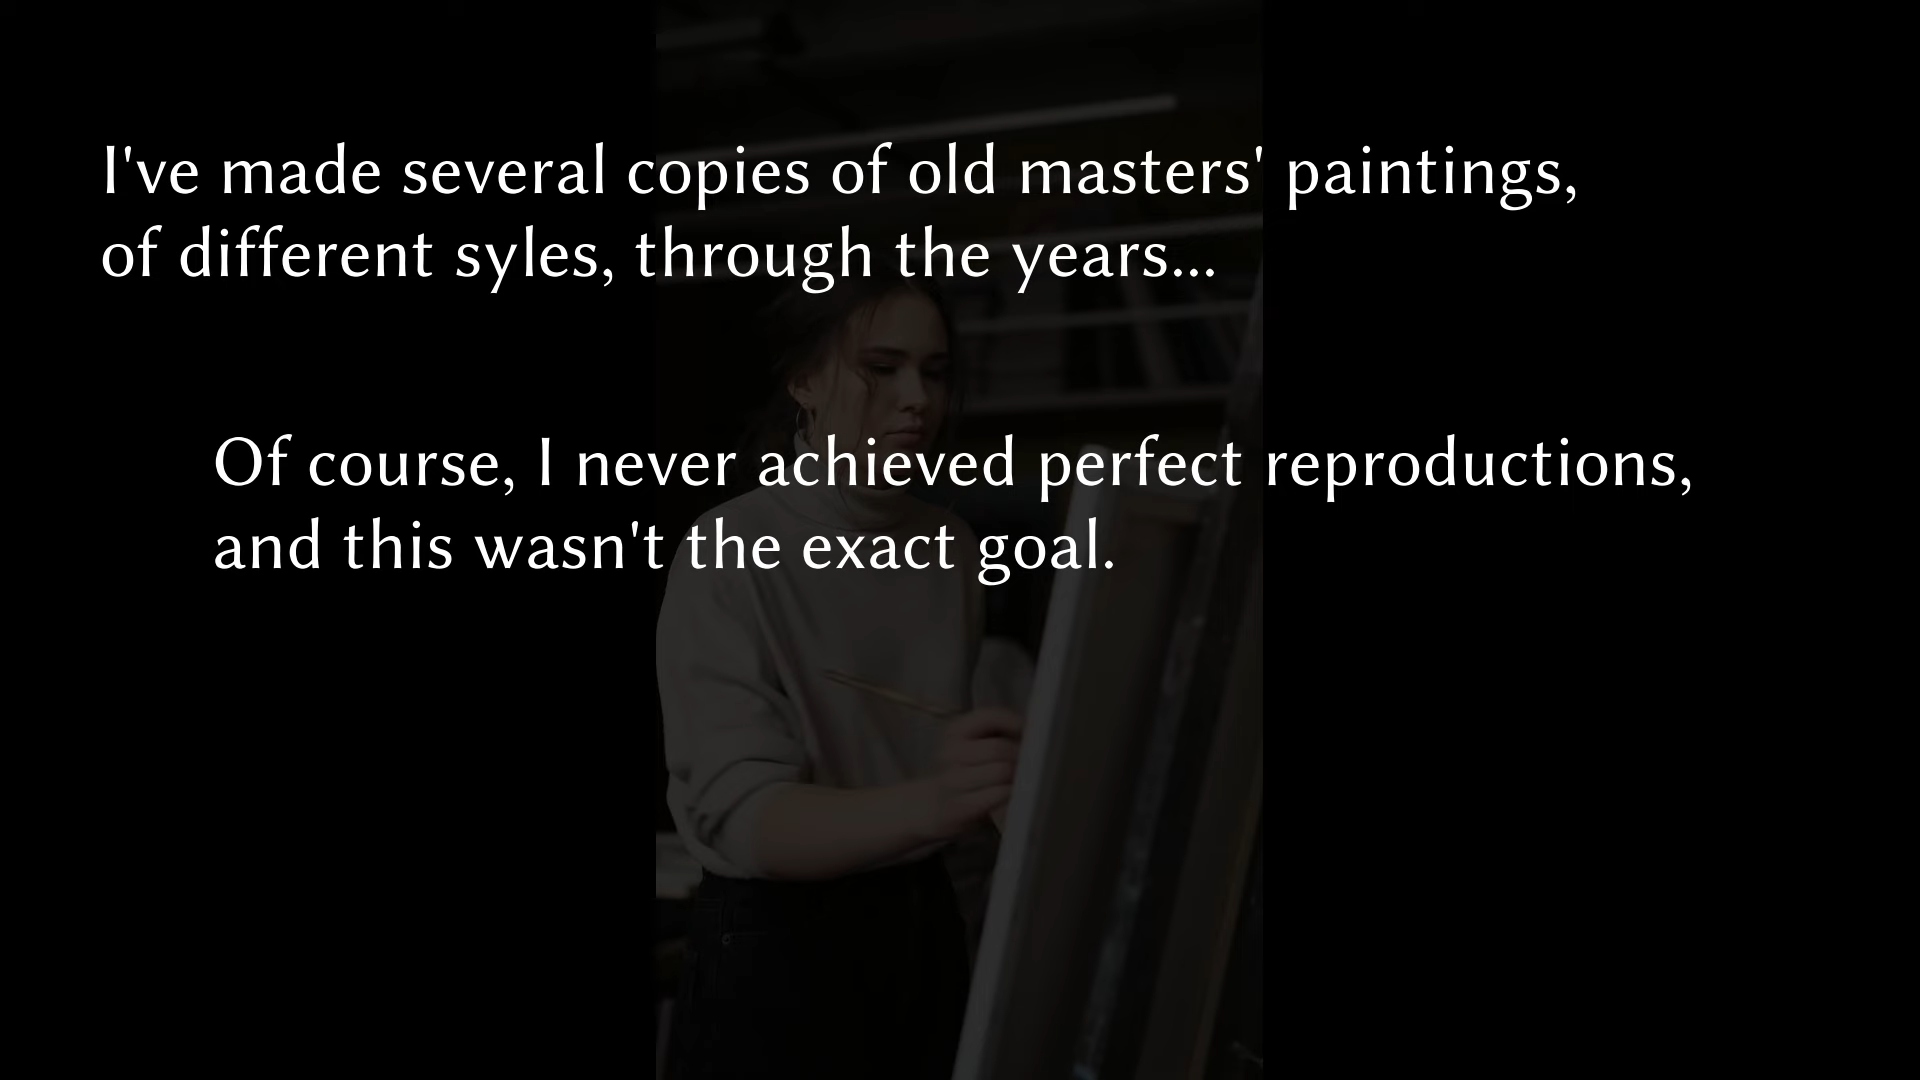 I've made several copies of old masters' paintings,
of different syles, through the years...
Of course, I never achieved perfect reproductions,
and this wasn't the exact goal.